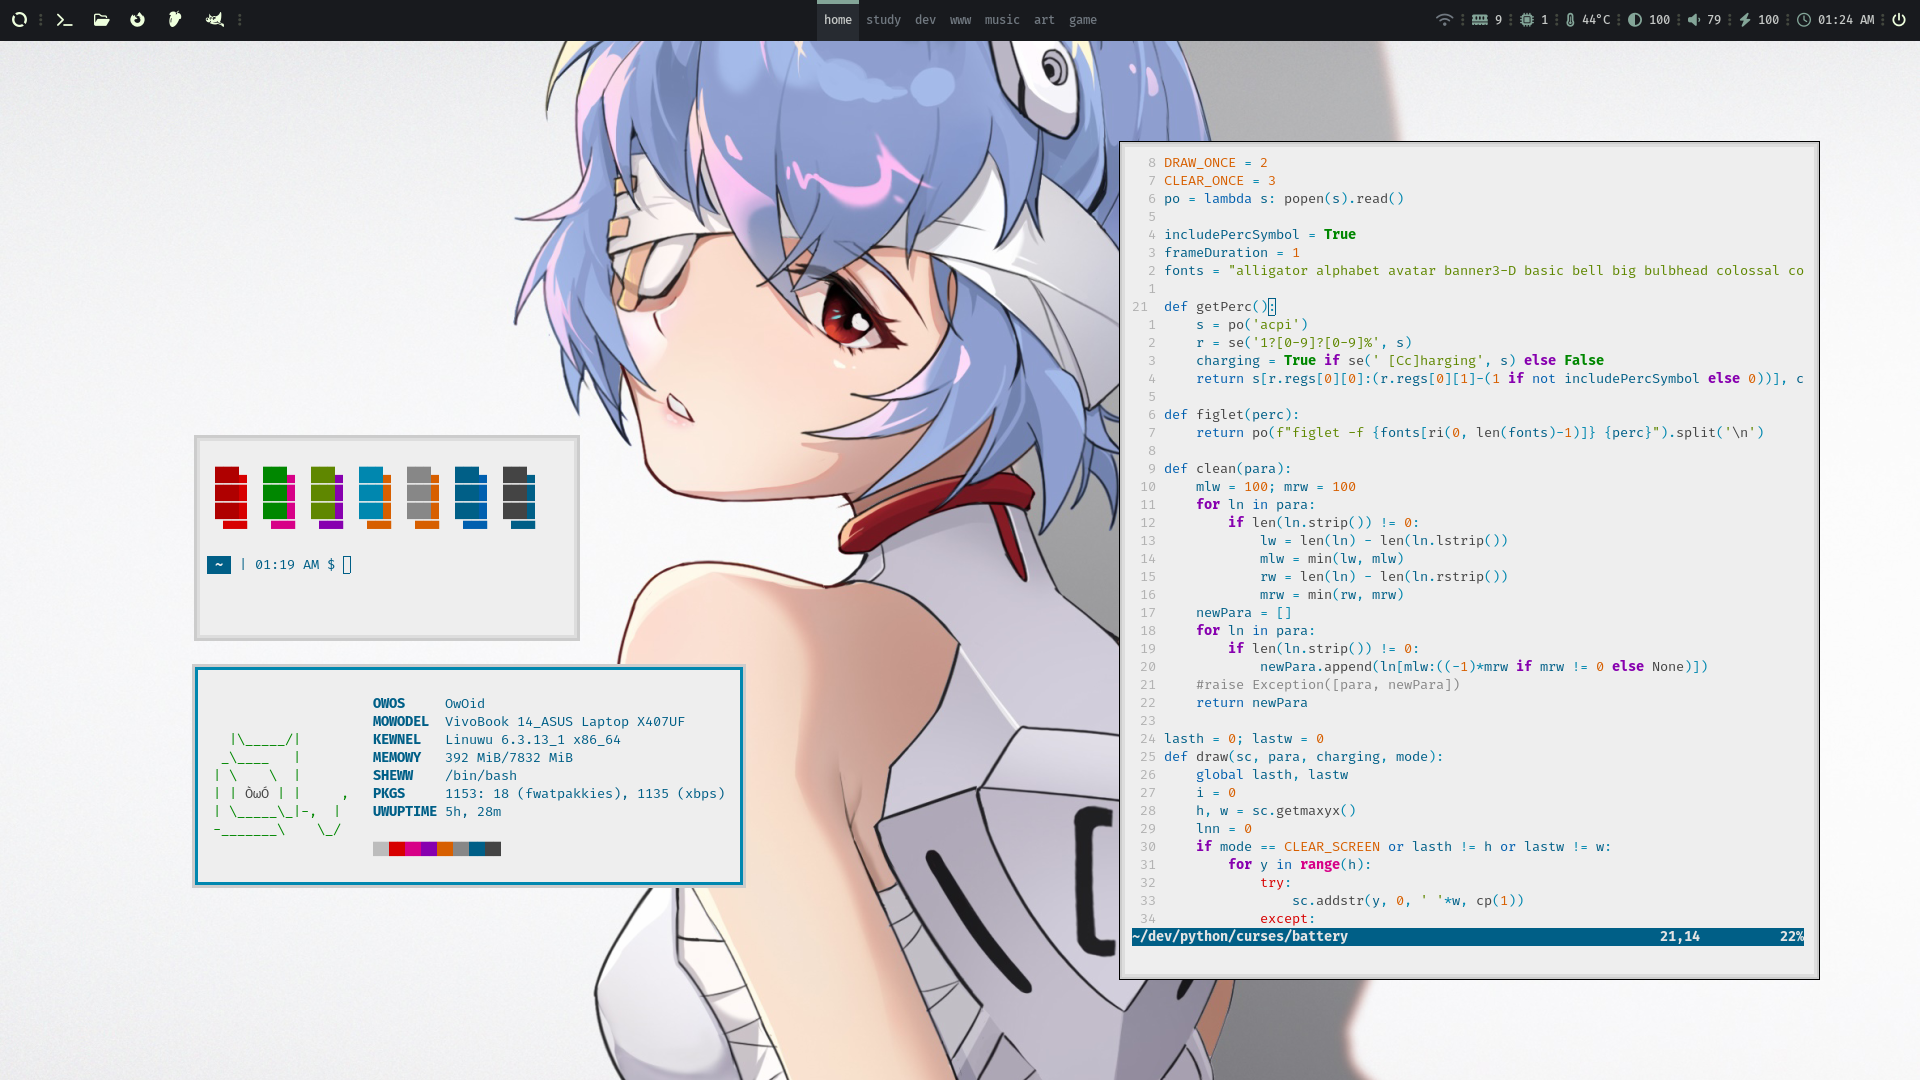 home study dev www music art game
9 1 44°C 100 79 100 01:24 AM
~ | 01:19 AM $
|\_____/|
_\____   |
| \    \  |
| | ÒwÓ | |     ,
| \_____\_|-,  |
-_______\    \_/
OWOS OwOid
MOWODEL VivoBook 14_ASUS Laptop X407UF
KEWNEL Linuwu 6.3.13_1 x86_64
MEMOWY 392 MiB/7832 MiB
SHEWW /bin/bash
PKGS 1153: 18 (fwatpakkies), 1135 (xbps)
UWUPTIME 5h, 28m
8 DRAW_ONCE = 2
7 CLEAR_ONCE = 3
6 po = lambda s: popen(s).read()
5
4 includePercSymbol = True
3 frameDuration = 1
2 fonts = "alligator alphabet avatar banner3-D basic bell big bulbhead colossal co
1
21 def getPerc():
1     s = po('acpi')
2     r = se('1?[0-9]?[0-9]%', s)
3     charging = True if se(' [Cc]harging', s) else False
4     return s[r.regs[0][0]:(r.regs[0][1]-(1 if not includePercSymbol else 0))], c
5
6 def figlet(perc):
7     return po(f"figlet -f {fonts[ri(0, len(fonts)-1)]} {perc}").split('\n')
8
9 def clean(para):
10     mlw = 100; mrw = 100
11     for ln in para:
12         if len(ln.strip()) != 0:
13             lw = len(ln) - len(ln.lstrip())
14             mlw = min(lw, mlw)
15             rw = len(ln) - len(ln.rstrip())
16             mrw = min(rw, mrw)
17     newPara = []
18     for ln in para:
19         if len(ln.strip()) != 0:
20             newPara.append(ln[mlw:((-1)*mrw if mrw != 0 else None)])
21     #raise Exception([para, newPara])
22     return newPara
23
24 lasth = 0; lastw = 0
25 def draw(sc, para, charging, mode):
26     global lasth, lastw
27     i = 0
28     h, w = sc.getmaxyx()
29     lnn = 0
30     if mode == CLEAR_SCREEN or lasth != h or lastw != w:
31         for y in range(h):
32             try:
33                 sc.addstr(y, 0, ' '*w, cp(1))
34             except:
~/dev/python/curses/battery 21,14 22%